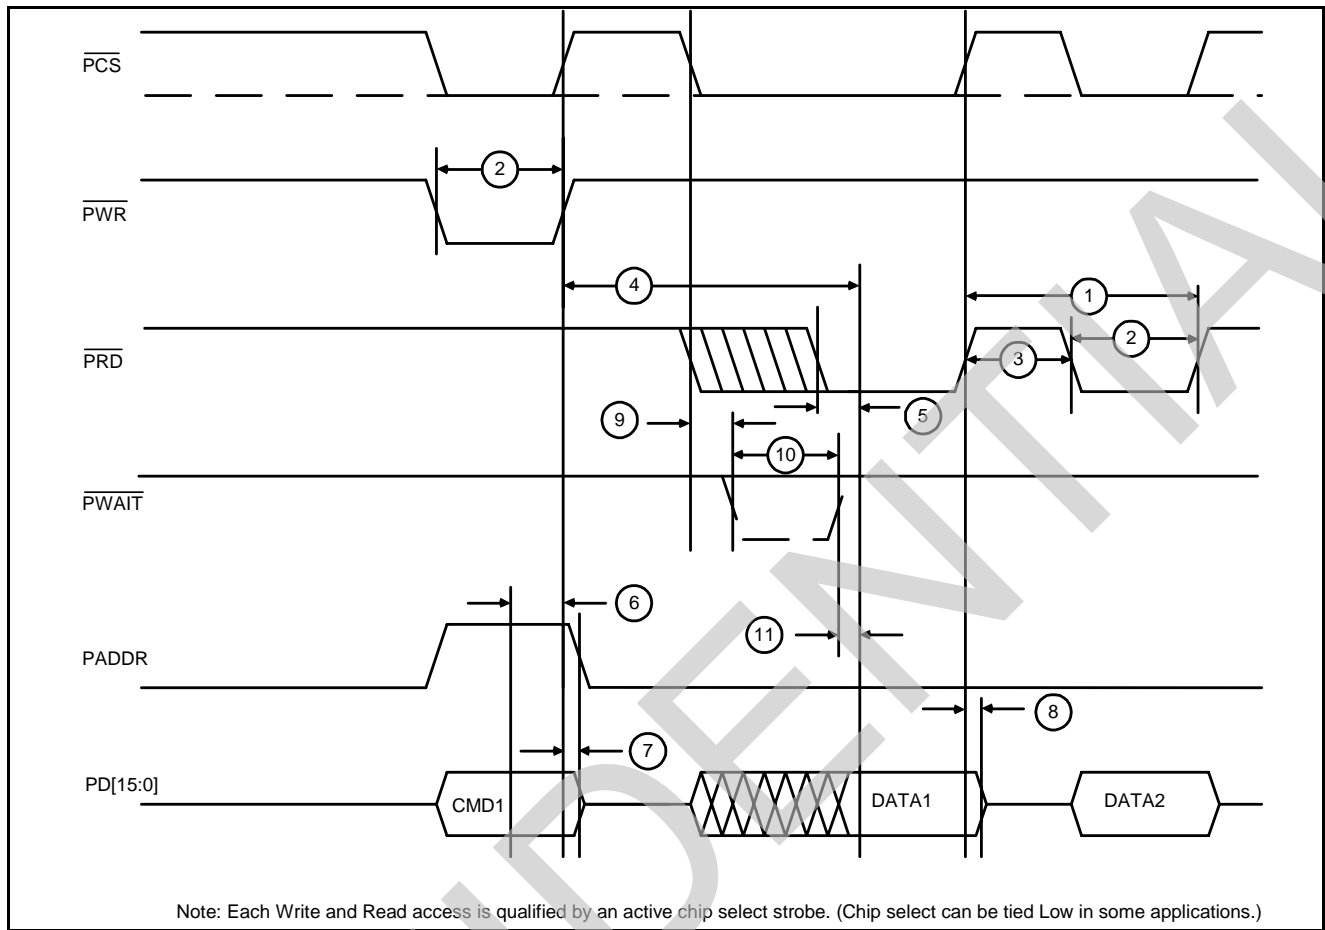 PCS
2
PWR
4
1
2
PRD
3
9
5
10
PWAIT
6
11
PADDR
8
7
PD[15:0]
CMD1
DATA1
DATA2
Note: Each Write and Read access is qualified by an active chip select strobe. (Chip select can be tied Low in some applications.)
IDENTIAL